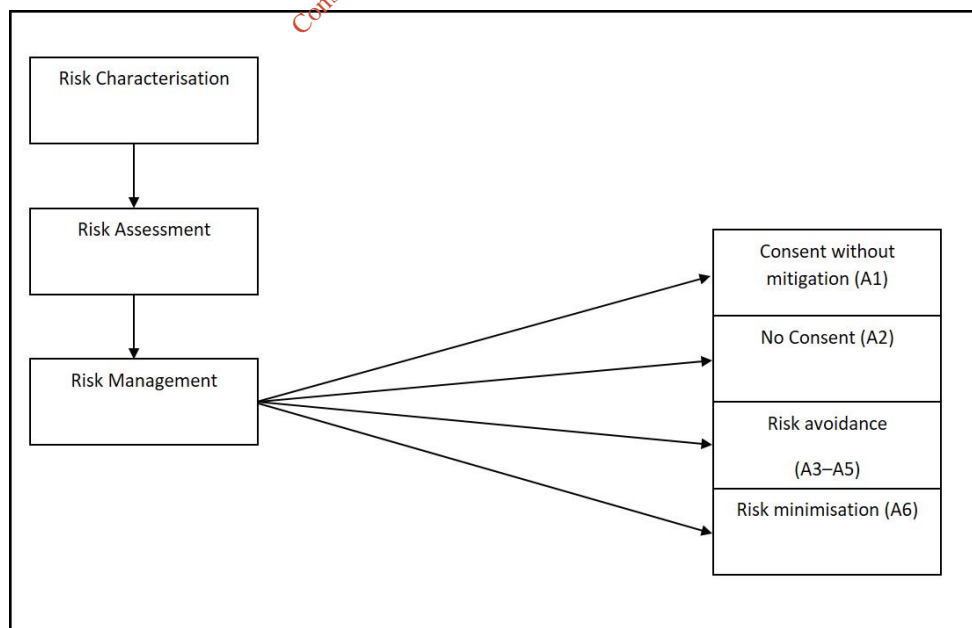 Risk Characterisation
Risk Assessment
Risk Management
Consent without
mitigation (A1)
No Consent (A2)
Risk avoidance
(A3–A5)
Risk minimisation (A6)